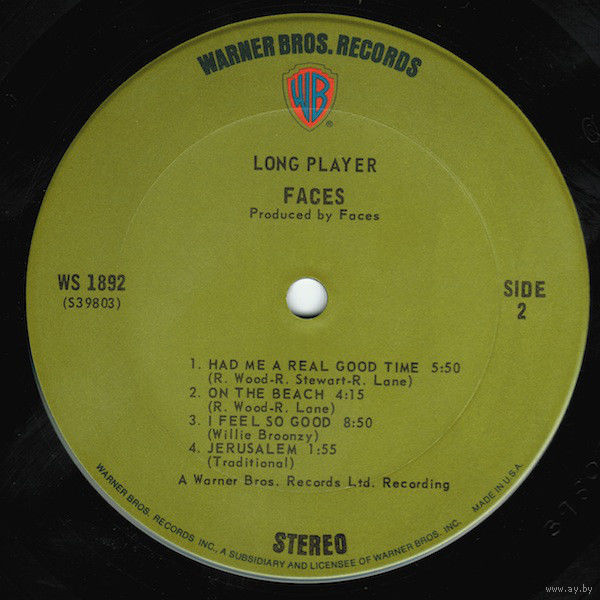 WARNER BROS. RECORDS
WB
®
LONG PLAYER
FACES
Produced by Faces
WS 1892
(S39803)
SIDE
2
1. HAD ME A REAL GOOD TIME 5:50
(R. Wood-R. Stewart-R. Lane)
2. ON THE BEACH 4:15
(R. Wood-R. Lane)
3. I FEEL SO GOOD 8:50
(Willie Broonzy)
4. JERUSALEM 1:55
(Traditional)
A Warner Bros. Records Ltd. Recording
STEREO
WARNER BROS. RECORDS INC., A SUBSIDIARY AND LICENSEE OF WARNER BROS. INC.
MADE IN U.S.A.
www.ay.by